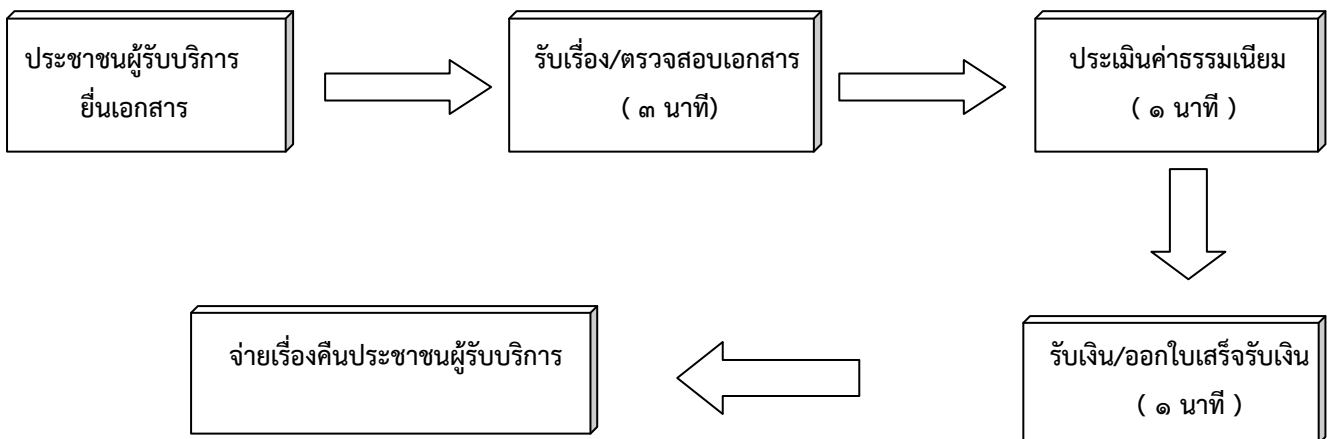 ประชาชนผู้รับบริการ
ยื่นเอกสาร
รับเรื่อง/ตรวจสอบเอกสาร
( ๓ นาที)
ประเมินค่าธรรมเนียม
( ๑ นาที )
รับเงิน/ออกใบเสร็จรับเงิน
( ๑ นาที )
จ่ายเรื่องคืนประชาชนผู้รับบริการ